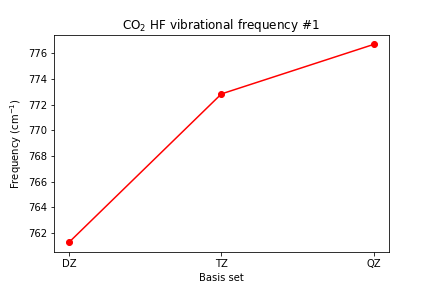 CO₂ HF vibrational frequency #1
Frequency (cm⁻¹)
776
774
772
770
768
766
764
762
DZ TZ QZ
Basis set